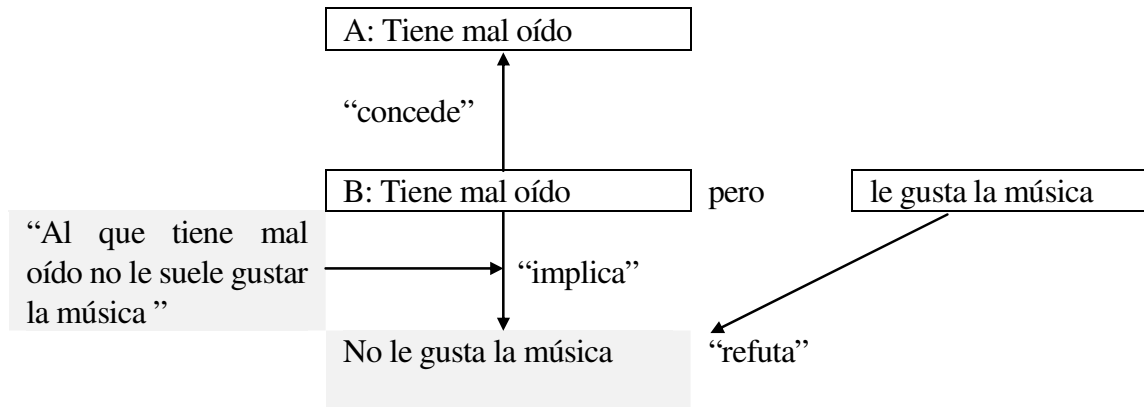 A: Tiene mal oído
“concede”
B: Tiene mal oído
pero
le gusta la música
“Al que tiene mal
oído no le suele gustar
la música ”
“implica”
No le gusta la música
“refuta”